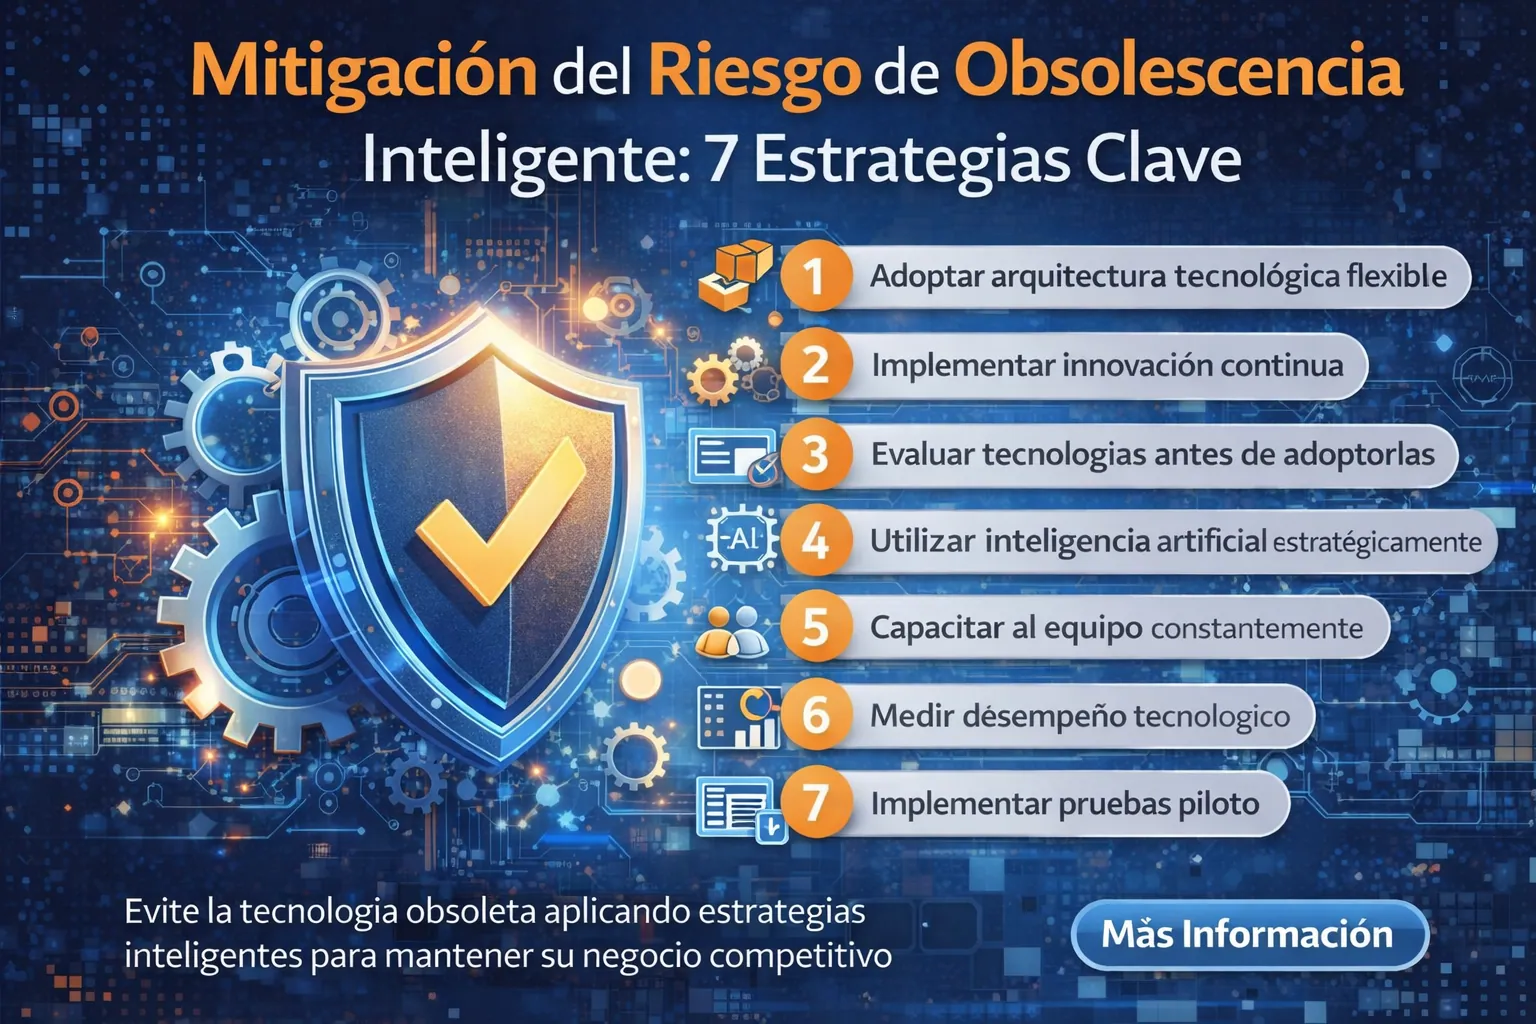 Mitigación del Riesgo de Obsolescencia
Inteligente: 7 Estrategias Clave
1 Adoptar arquitectura tecnológica flexible
2 Implementar innovación continua
3 Evaluar tecnologias antes de adoptorlas
AI
4 Utilizar inteligencia artificial estratégicamente
5 Capacitar al equipo constantemente
6 Medir désempeño tecnologico
7 Implementar pruebas piloto
Evite la tecnologia obsoleta aplicando estrategias
inteligentes para mantener su negocio competitivo
Más Información